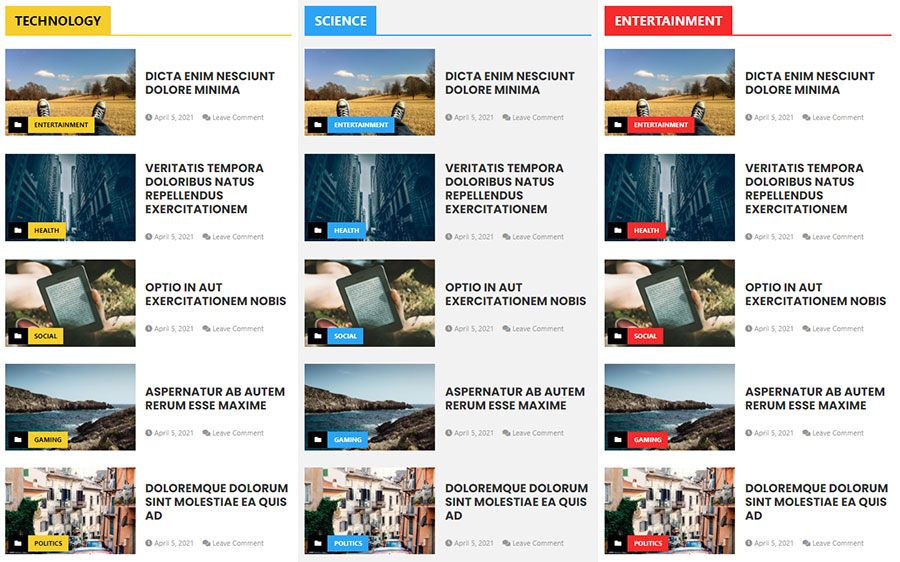 TECHNOLOGY
DICTA ENIM NESCIUNT
DOLORE MINIMA
April 5, 2021 Leave Comment
ENTERTAINMENT
VERITATIS TEMPORA
DOLORIBUS NATUS
REPELLENDUS
EXERCITATIONEM
HEALTH
April 5, 2021 Leave Comment
OPTIO IN AUT
EXERCITATIONEM NOBIS
April 5, 2021 Leave Comment
SOCIAL
ASPERNATUR AB AUTEM
RERUM ESSE MAXIME
April 5, 2021 Leave Comment
GAMING
DOLOREMQUE DOLORUM
SINT MOLESTIAE EA QUIS
AD
April 5, 2021 Leave Comment
POLITICS
SCIENCE
DICTA ENIM NESCIUNT
DOLORE MINIMA
April 5, 2021 Leave Comment
ENTERTAINMENT
VERITATIS TEMPORA
DOLORIBUS NATUS
REPELLENDUS
EXERCITATIONEM
HEALTH
April 5, 2021 Leave Comment
OPTIO IN AUT
EXERCITATIONEM NOBIS
April 5, 2021 Leave Comment
SOCIAL
ASPERNATUR AB AUTEM
RERUM ESSE MAXIME
April 5, 2021 Leave Comment
GAMING
DOLOREMQUE DOLORUM
SINT MOLESTIAE EA QUIS
AD
April 5, 2021 Leave Comment
POLITICS
ENTERTAINMENT
DICTA ENIM NESCIUNT
DOLORE MINIMA
April 5, 2021 Leave Comment
ENTERTAINMENT
VERITATIS TEMPORA
DOLORIBUS NATUS
REPELLENDUS
EXERCITATIONEM
HEALTH
April 5, 2021 Leave Comment
OPTIO IN AUT
EXERCITATIONEM NOBIS
April 5, 2021 Leave Comment
SOCIAL
ASPERNATUR AB AUTEM
RERUM ESSE MAXIME
April 5, 2021 Leave Comment
GAMING
DOLOREMQUE DOLORUM
SINT MOLESTIAE EA QUIS
AD
April 5, 2021 Leave Comment
POLITICS